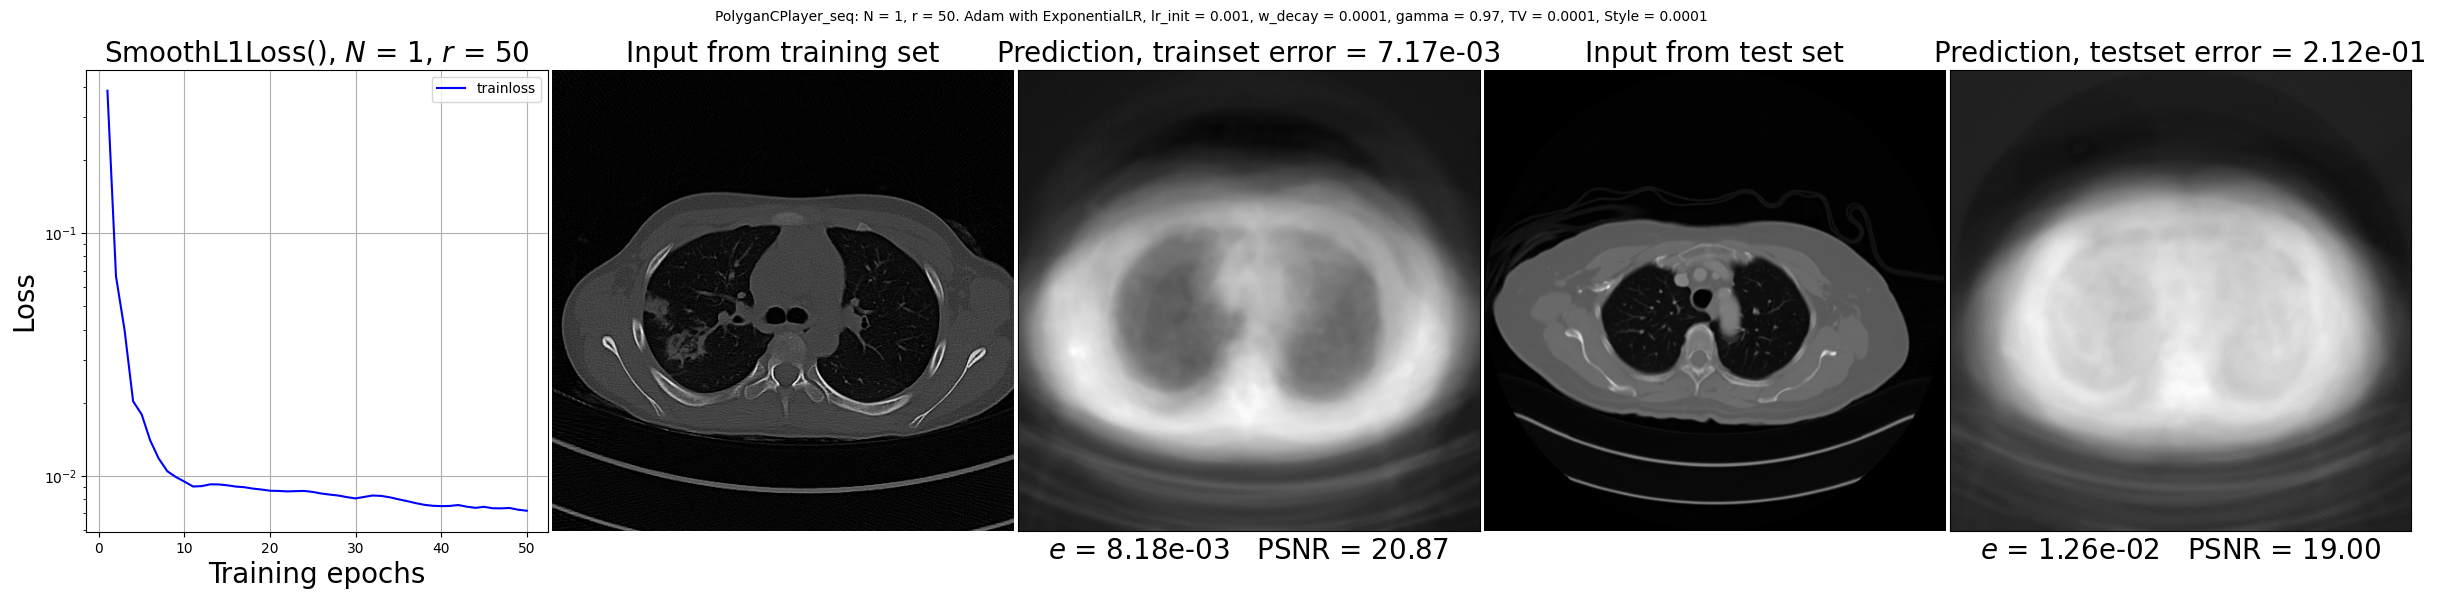 PolyganCPlayer_seq: N = 1, r = 50. Adam with ExponentialLR, lr_init = 0.001, w_decay = 0.0001, gamma = 0.97, TV = 0.0001, Style = 0.0001
SmoothL1Loss(), N = 1, r = 50
Input from training set
Prediction, trainset error = 7.17e-03
Input from test set
Prediction, testset error = 2.12e-01
trainloss
10⁻¹
10⁻²
Loss
0 10 20 30 40 50
Training epochs
e = 8.18e-03 PSNR = 20.87
e = 1.26e-02 PSNR = 19.00